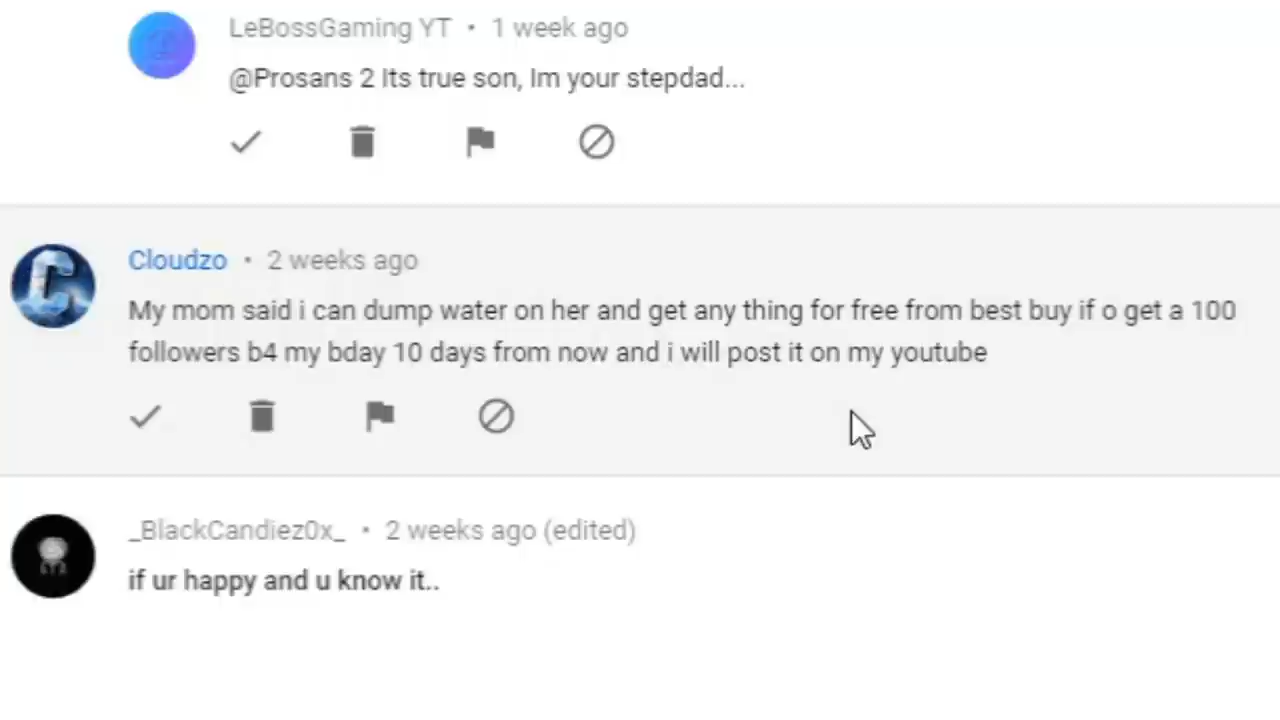 LeBossGaming YT • 1 week ago
@Prosans 2 Its true son, Im your stepdad...
Cloudzo • 2 weeks ago
My mom said i can dump water on her and get any thing for free from best buy if o get a 100
followers b4 my bday 10 days from now and i will post it on my youtube
_BlackCandiez0x_ • 2 weeks ago (edited)
if ur happy and u know it..